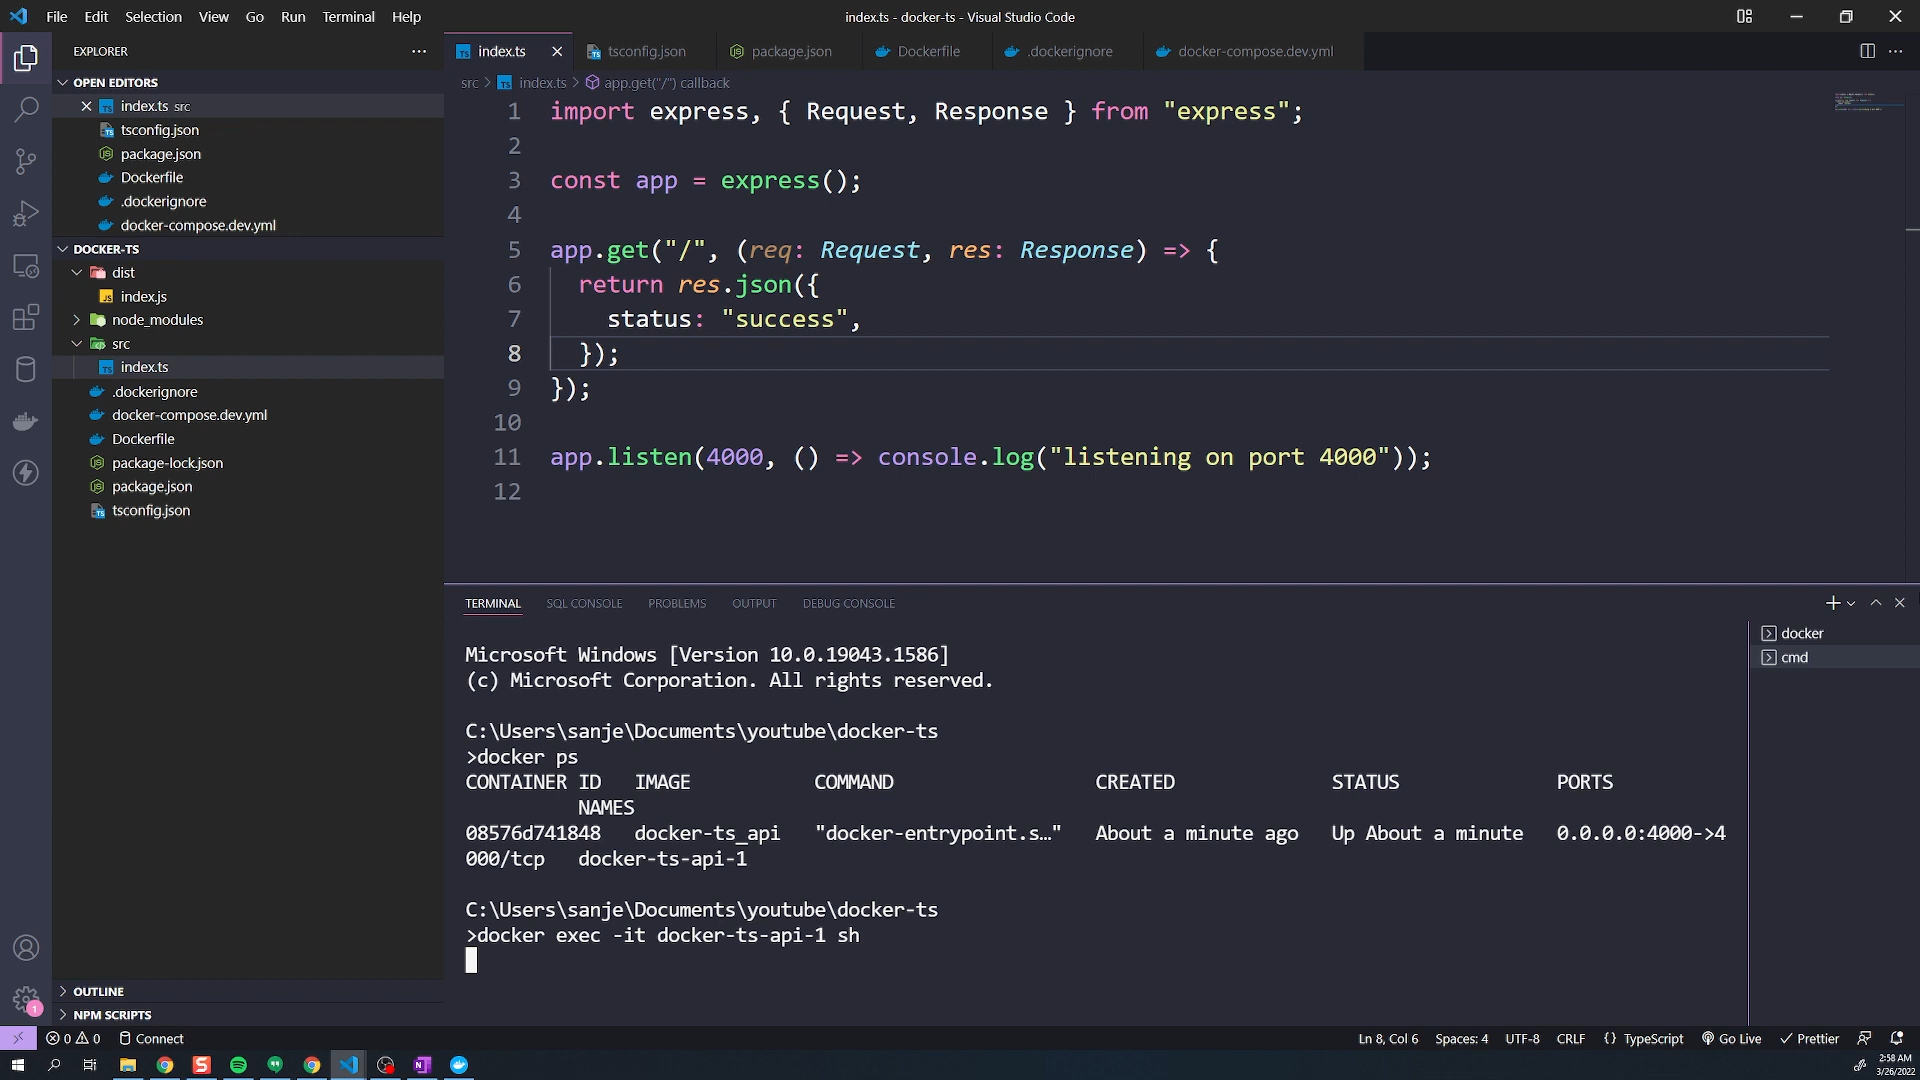 File Edit Selection View Go Run Terminal Help
index.ts - docker-ts - Visual Studio Code
EXPLORER
OPEN EDITORS
index.ts src
tsconfig.json
package.json
Dockerfile
.dockerignore
docker-compose.dev.yml
DOCKER-TS
dist
index.js
node_modules
src
index.ts
.dockerignore
docker-compose.dev.yml
Dockerfile
package-lock.json
package.json
tsconfig.json
OUTLINE
NPM SCRIPTS
index.ts tsconfig.json package.json Dockerfile .dockerignore docker-compose.dev.yml
src > index.ts > app.get("/") callback
1 import express, { Request, Response } from "express";
2
3 const app = express();
4
5 app.get("/", (req: Request, res: Response) => {
6 return res.json({
7 status: "success",
8 });
9 });
10
11 app.listen(4000, () => console.log("listening on port 4000"));
12
TERMINAL SQL CONSOLE PROBLEMS OUTPUT DEBUG CONSOLE
docker
cmd
Microsoft Windows [Version 10.0.19043.1586]
(c) Microsoft Corporation. All rights reserved.
C:\Users\sanje\Documents\youtube\docker-ts
>docker ps
CONTAINER ID IMAGE COMMAND CREATED STATUS PORTS
NAMES
08576d741848 docker-ts_api "docker-entrypoint.s…" About a minute ago Up About a minute 0.0.0.0:4000->4
000/tcp docker-ts-api-1
C:\Users\sanje\Documents\youtube\docker-ts
>docker exec -it docker-ts-api-1 sh
1
0 0 Connect
Ln 8, Col 6 Spaces: 4 UTF-8 CRLF {} TypeScript Go Live Prettier
2:58 AM
3/26/2022